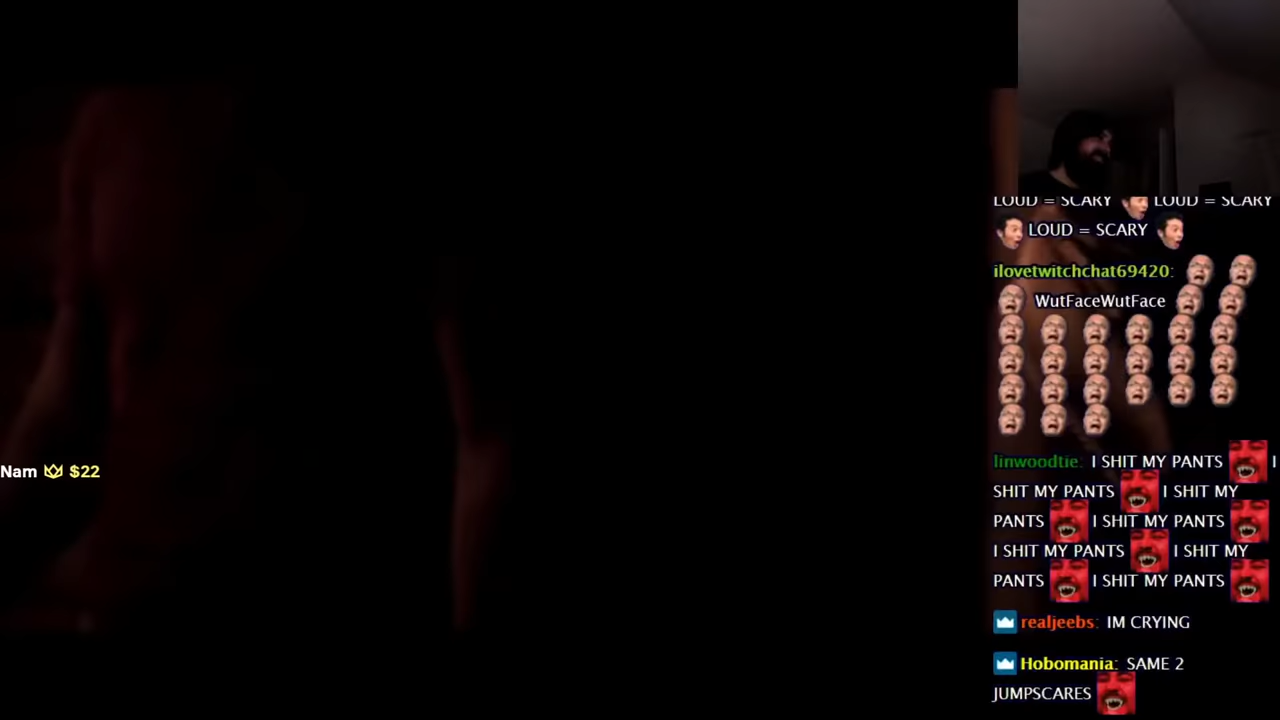 LOUD = SCARY LOUD = SCARY
LOUD = SCARY
ilovetwitchchat69420:
WutFaceWutFace
linwoodtie: I SHIT MY PANTS I
SHIT MY PANTS I SHIT MY
PANTS I SHIT MY PANTS
I SHIT MY PANTS I SHIT MY
PANTS I SHIT MY PANTS
Nam $22
realjeebs: IM CRYING
Hobomania: SAME 2
JUMPSCARES